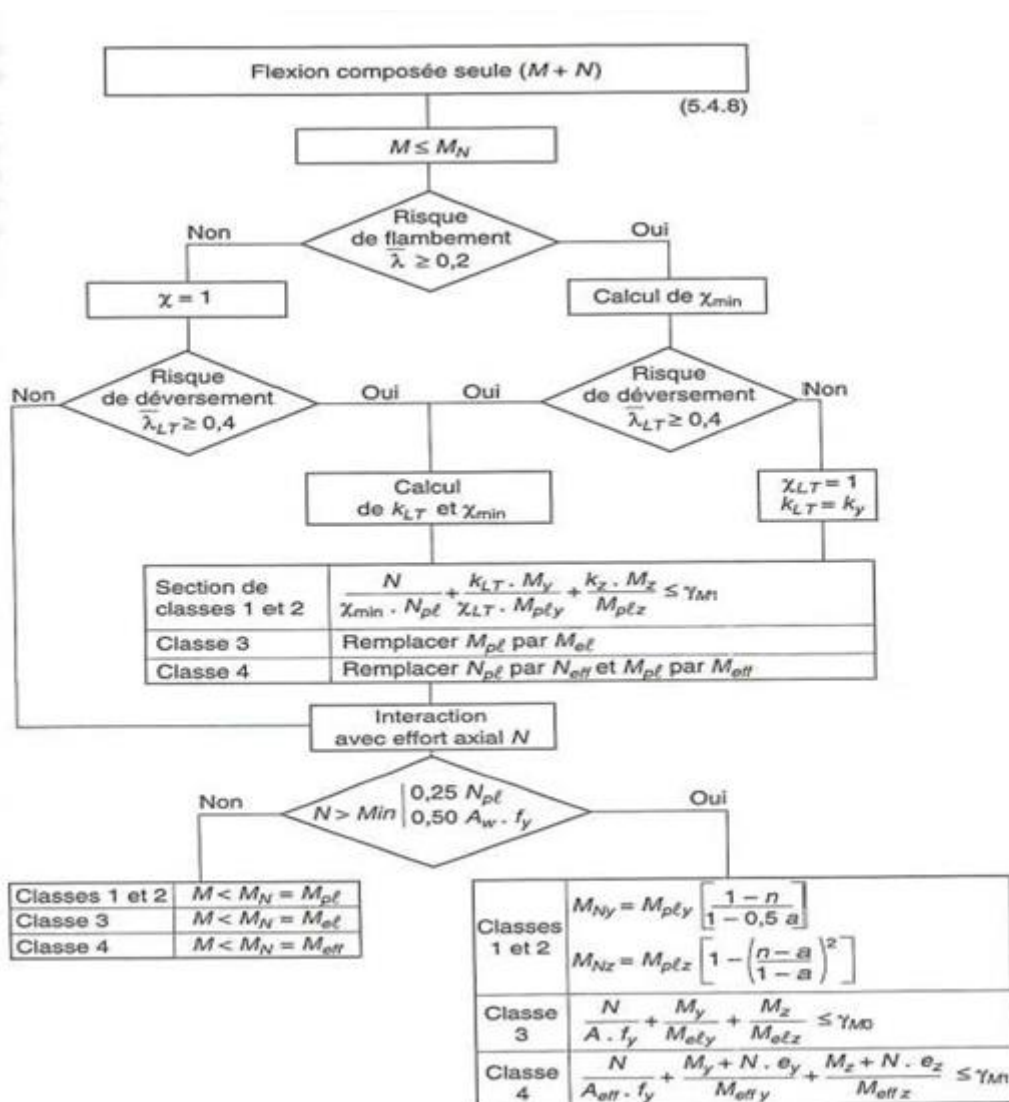 Flexion composée seule (M + N)
(5.4.8)
M ≤ M_N
Non
Risque
de flambement
λ̅ ≥ 0,2
Oui
χ = 1
Calcul de χ_min
Non
Risque
de déversement
λ̅_LT ≥ 0,4
Oui
Oui
Risque
de déversement
λ̅_LT ≥ 0,4
Non
Calcul
de k_LT et χ_min
χ_LT = 1
k_LT = k_y
Section de
classes 1 et 2
N / (χ_min . N_pℓ) + (k_LT . M_y) / (χ_LT . M_pℓy) + (k_z . M_z) / M_pℓz ≤ γ_M1
Classe 3
Remplacer M_pℓ par M_eℓ
Classe 4
Remplacer N_pℓ par N_eff et M_pℓ par M_eff
Interaction
avec effort axial N
Non
N > Min | 0,25 N_pℓ
0,50 A_w . f_y
Oui
Classes 1 et 2 M < M_N = M_pℓ
Classe 3 M < M_N = M_eℓ
Classe 4 M < M_N = M_eff
Classes
1 et 2
M_Ny = M_pℓy [(1 – n) / (1 – 0,5 a)]
M_Nz = M_pℓz [1 – ((n – a) / (1 – a))²]
Classe
3
N / (A . f_y) + M_y / M_eℓy + M_z / M_eℓz ≤ γ_M0
Classe
4
N / (A_eff . f_y) + (M_y + N . e_y) / M_eff y + (M_z + N . e_z) / M_eff z ≤ γ_M1